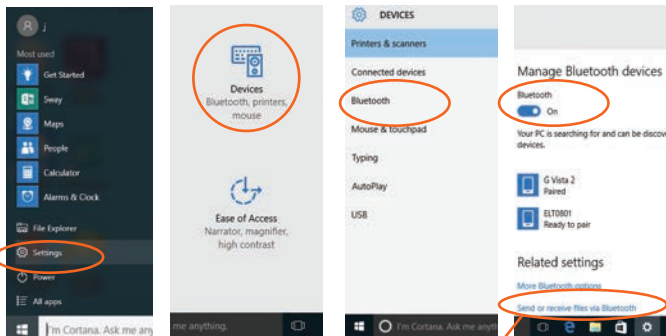 R j
Most used
Get Started
Sway
Maps
People
Calculator
Alarms & Clock
File Explorer
Settings
Power
All apps
I'm Cortana. Ask me any
Devices
Bluetooth, printers,
mouse
Ease of Access
Narrator, magnifier,
high contrast
me anything.
DEVICES
Printers & scanners
Connected devices
Bluetooth
Mouse & touchpad
Typing
AutoPlay
USB
I'm Cortana. Ask me anyth
Manage Bluetooth devices
Bluetooth
On
Your PC is searching for and can be discov
devices.
G Vista 2
Paired
ELT0801
Ready to pair
Related settings
More Bluetooth options
Send or receive files via Bluetooth